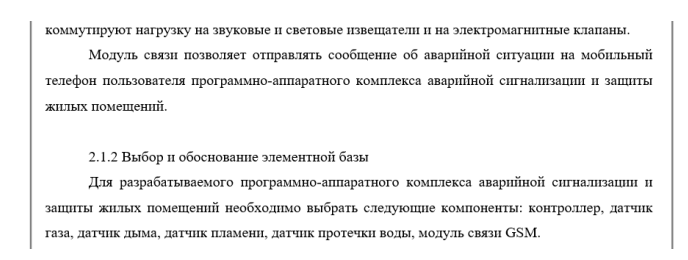 коммутируют нагрузку на звуковые и световые извещатели и на электромагнитные клапаны.
Модуль связи позволяет отправлять сообщение об аварийной ситуации на мобильный
телефон пользователя программно-аппаратного комплекса аварийной сигнализации и защиты
жилых помещений.
2.1.2 Выбор и обоснование элементной базы
Для разрабатываемого программно-аппаратного комплекса аварийной сигнализации и
защиты жилых помещений необходимо выбрать следующие компоненты: контроллер, датчик
газа, датчик дыма, датчик пламени, датчик протечки воды, модуль связи GSM.